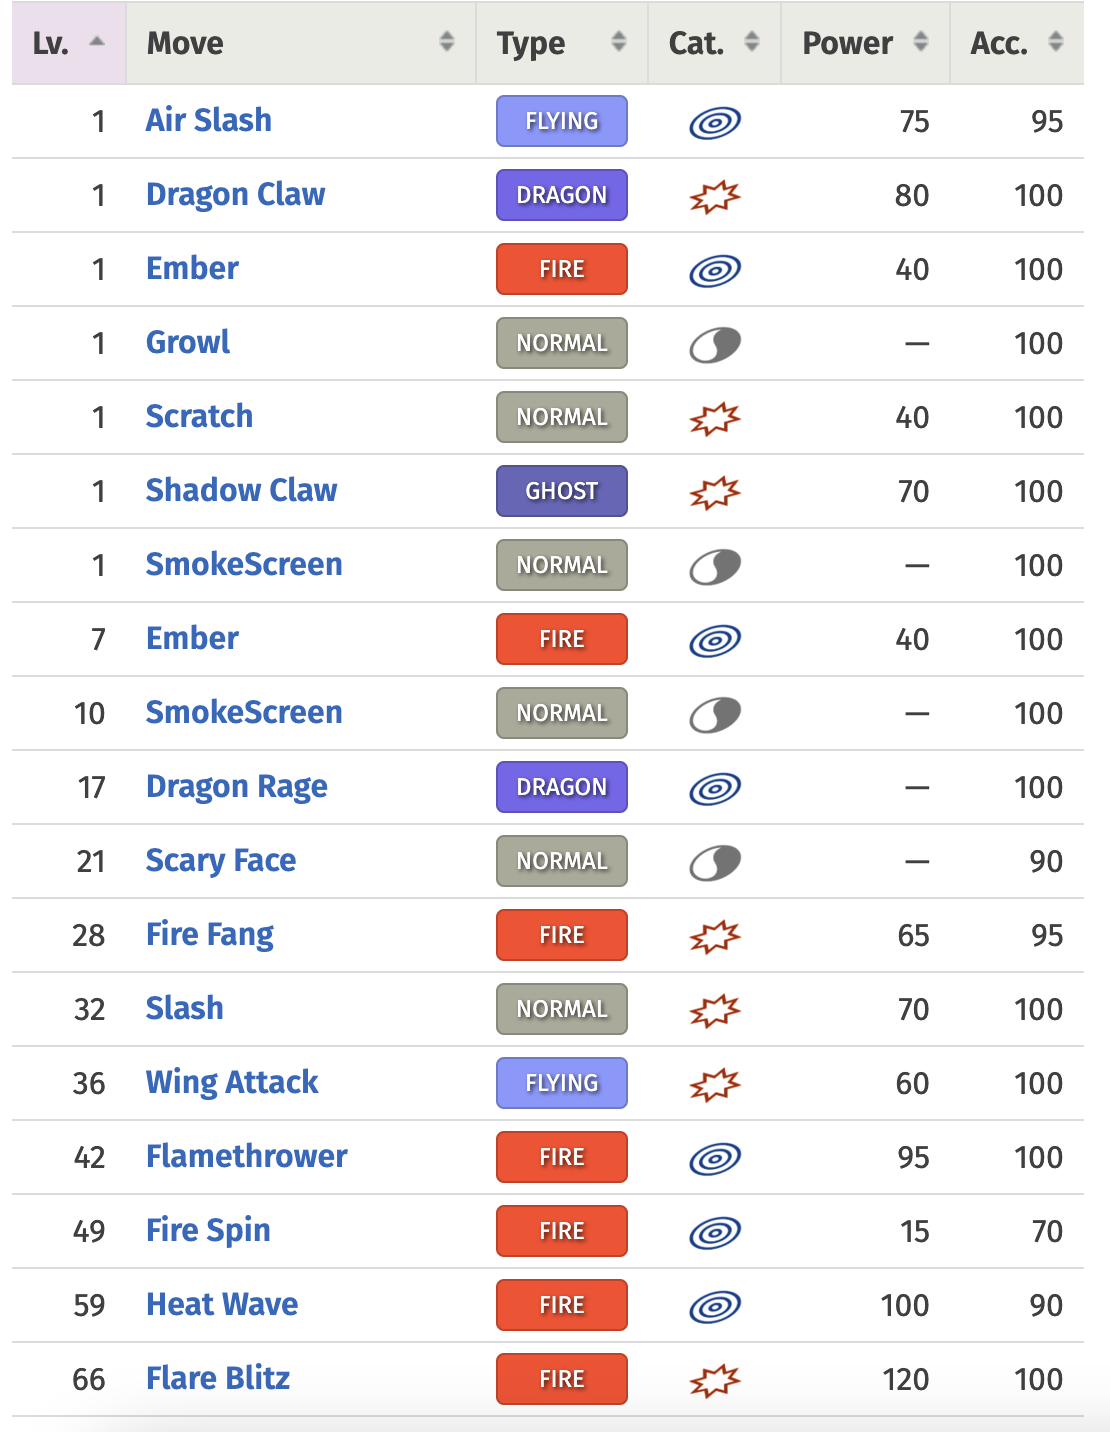 Lv. Move Type Cat. Power Acc.
1 Air Slash FLYING 75 95
1 Dragon Claw DRAGON 80 100
1 Ember FIRE 40 100
1 Growl NORMAL — 100
1 Scratch NORMAL 40 100
1 Shadow Claw GHOST 70 100
1 SmokeScreen NORMAL — 100
7 Ember FIRE 40 100
10 SmokeScreen NORMAL — 100
17 Dragon Rage DRAGON — 100
21 Scary Face NORMAL — 90
28 Fire Fang FIRE 65 95
32 Slash NORMAL 70 100
36 Wing Attack FLYING 60 100
42 Flamethrower FIRE 95 100
49 Fire Spin FIRE 15 70
59 Heat Wave FIRE 100 90
66 Flare Blitz FIRE 120 100